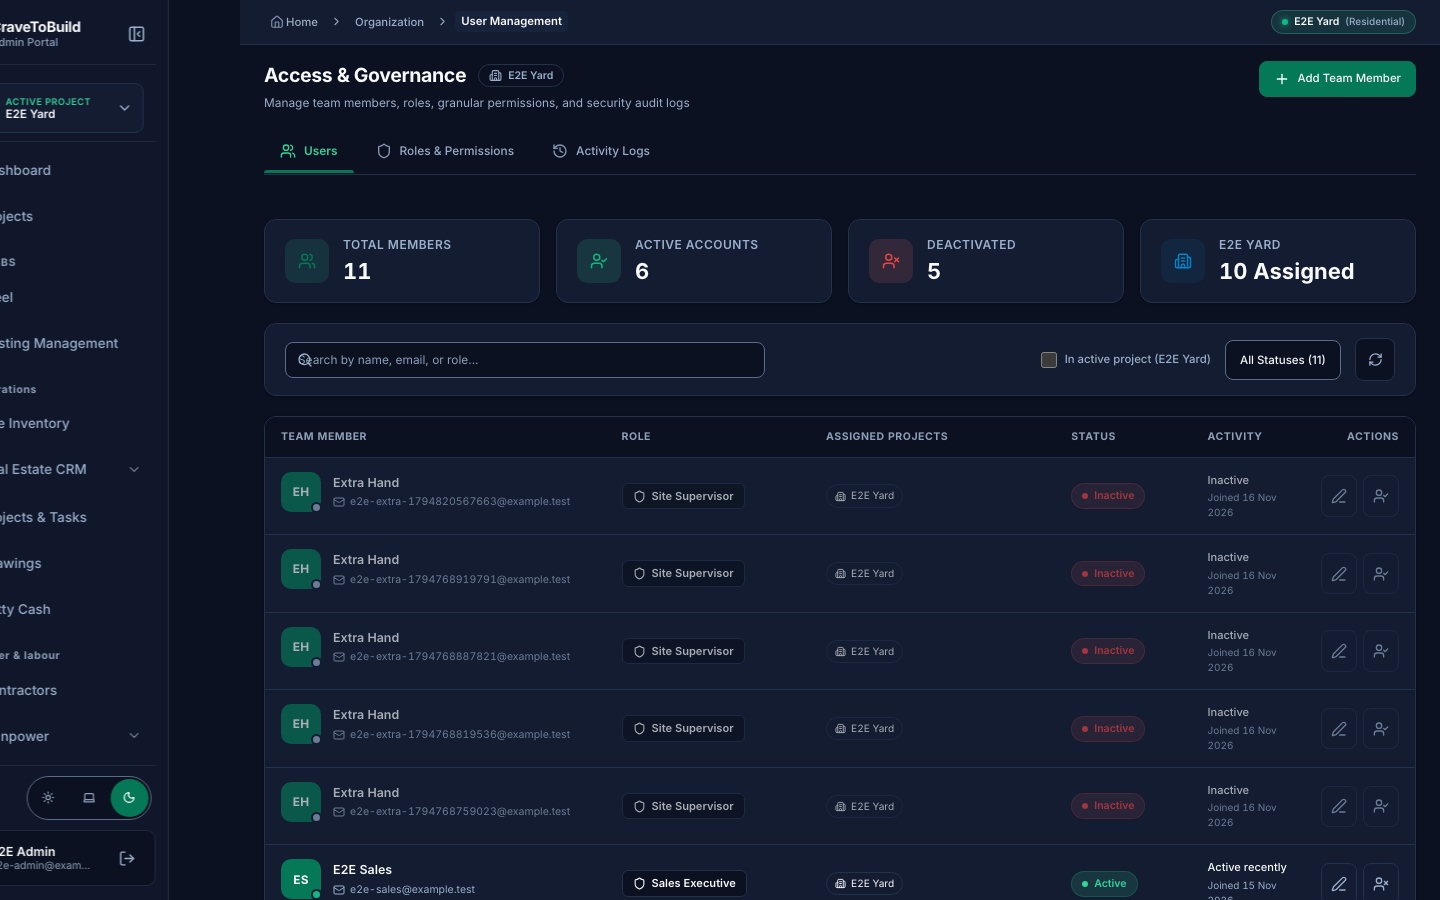 raveToBuild
dmin Portal
ACTIVE PROJECT
E2E Yard
shboard
ojects
BS
eel
sting Management
rations
e Inventory
al Estate CRM
ojects & Tasks
awings
tty Cash
er & labour
ntractors
npower
2E Admin
2e-admin@exam...
Home
Organization
User Management
E2E Yard (Residential)
Access & Governance
E2E Yard
Manage team members, roles, granular permissions, and security audit logs
Add Team Member
Users
Roles & Permissions
Activity Logs
TOTAL MEMBERS
11
ACTIVE ACCOUNTS
6
DEACTIVATED
5
E2E YARD
10 Assigned
Search by name, email, or role...
In active project (E2E Yard)
All Statuses (11)
TEAM MEMBER ROLE ASSIGNED PROJECTS STATUS ACTIVITY ACTIONS
EH
Extra Hand
e2e-extra-1794820567663@example.test
Site Supervisor
E2E Yard
Inactive
Inactive
Joined 16 Nov
2026
EH
Extra Hand
e2e-extra-1794768919791@example.test
Site Supervisor
E2E Yard
Inactive
Inactive
Joined 16 Nov
2026
EH
Extra Hand
e2e-extra-1794768887821@example.test
Site Supervisor
E2E Yard
Inactive
Inactive
Joined 16 Nov
2026
EH
Extra Hand
e2e-extra-1794768819536@example.test
Site Supervisor
E2E Yard
Inactive
Inactive
Joined 16 Nov
2026
EH
Extra Hand
e2e-extra-1794768759023@example.test
Site Supervisor
E2E Yard
Inactive
Inactive
Joined 16 Nov
2026
ES
E2E Sales
e2e-sales@example.test
Sales Executive
E2E Yard
Active
Active recently
Joined 15 Nov
2026